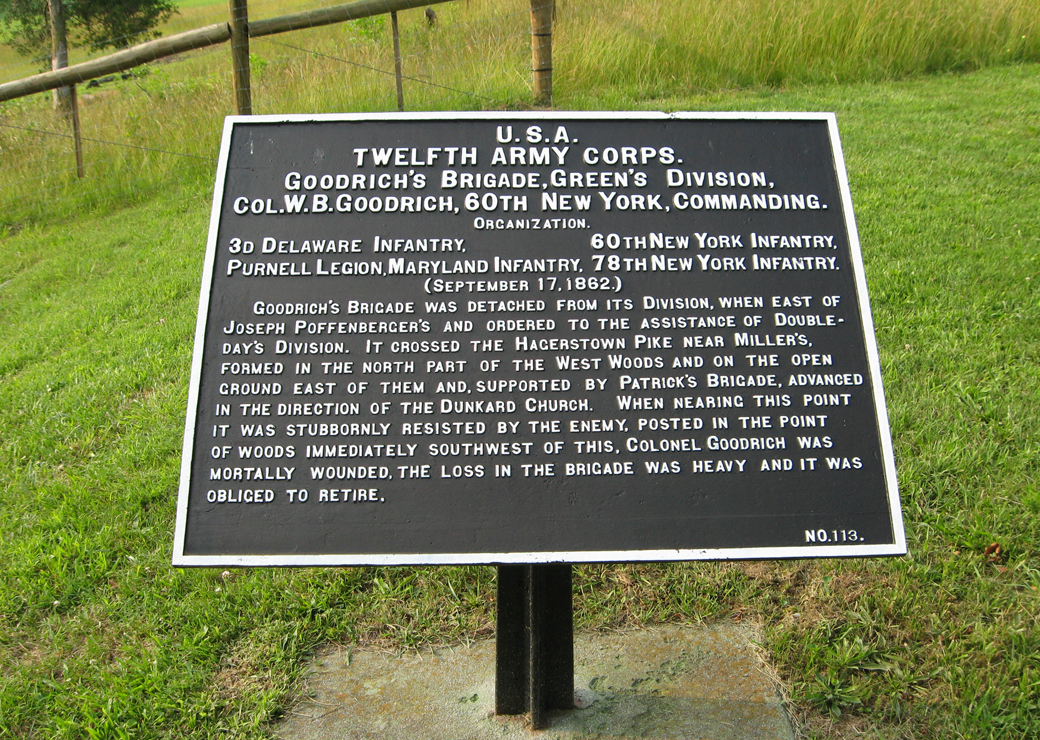 U.S.A.
TWELFTH ARMY CORPS.
GOODRICH'S BRIGADE, GREEN'S DIVISION,
COL. W. B. GOODRICH, 60TH NEW YORK, COMMANDING.
ORGANIZATION.
3D DELAWARE INFANTRY, 60TH NEW YORK INFANTRY,
PURNELL LEGION, MARYLAND INFANTRY, 78TH NEW YORK INFANTRY.
(SEPTEMBER 17, 1862.)
GOODRICH'S BRIGADE WAS DETACHED FROM ITS DIVISION, WHEN EAST OF
JOSEPH POFFENBERGER'S AND ORDERED TO THE ASSISTANCE OF DOUBLE-
DAY'S DIVISION. IT CROSSED THE HAGERSTOWN PIKE NEAR MILLER'S,
FORMED IN THE NORTH PART OF THE WEST WOODS AND ON THE OPEN
GROUND EAST OF THEM AND, SUPPORTED BY PATRICK'S BRIGADE, ADVANCED
IN THE DIRECTION OF THE DUNKARD CHURCH. WHEN NEARING THIS POINT
IT WAS STUBBORNLY RESISTED BY THE ENEMY, POSTED IN THE POINT
OF WOODS IMMEDIATELY SOUTHWEST OF THIS, COLONEL GOODRICH WAS
MORTALLY WOUNDED, THE LOSS IN THE BRIGADE WAS HEAVY AND IT WAS
OBLIGED TO RETIRE.
NO. 113.